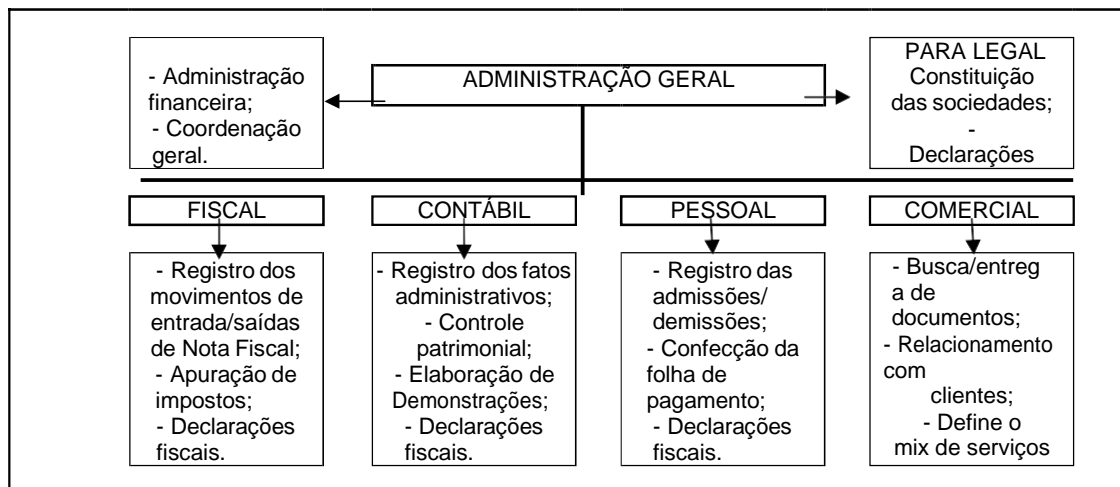 - Administração
financeira;
- Coordenação
geral.
ADMINISTRAÇÃO GERAL
PARA LEGAL
Constituição
das sociedades;
-
Declarações
FISCAL
- Registro dos
movimentos de
entrada/saídas
de Nota Fiscal;
- Apuração de
impostos;
- Declarações
fiscais.
CONTÁBIL
- Registro dos fatos
administrativos;
- Controle
patrimonial;
- Elaboração de
Demonstrações;
- Declarações
fiscais.
PESSOAL
- Registro das
admissões/
demissões;
- Confecção da
folha de
pagamento;
- Declarações
fiscais.
COMERCIAL
- Busca/entreg
a de
documentos;
- Relacionamento
com
clientes;
- Define o
mix de serviços